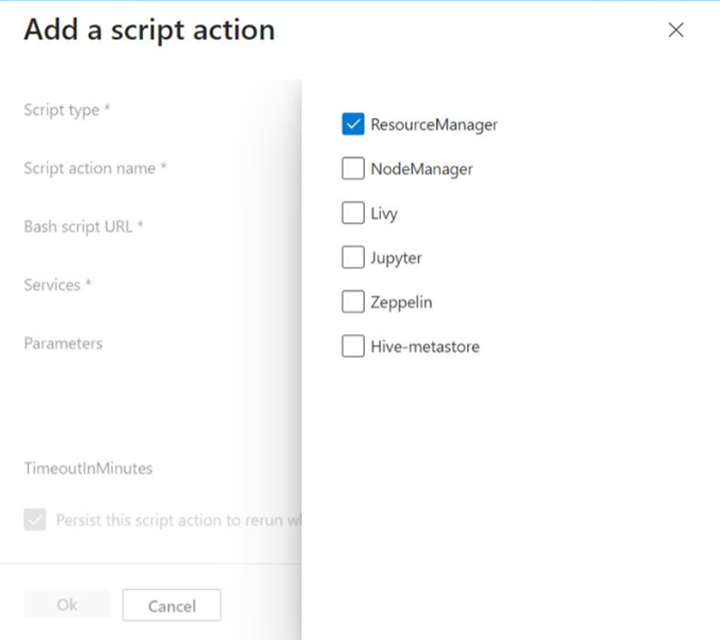 Add a script action
Script type *
Script action name *
Bash script URL *
Services *
Parameters
TimeoutInMinutes
Persist this script action to rerun
Ok
Cancel
ResourceManager
NodeManager
Livy
Jupyter
Zeppelin
Hive-metastore